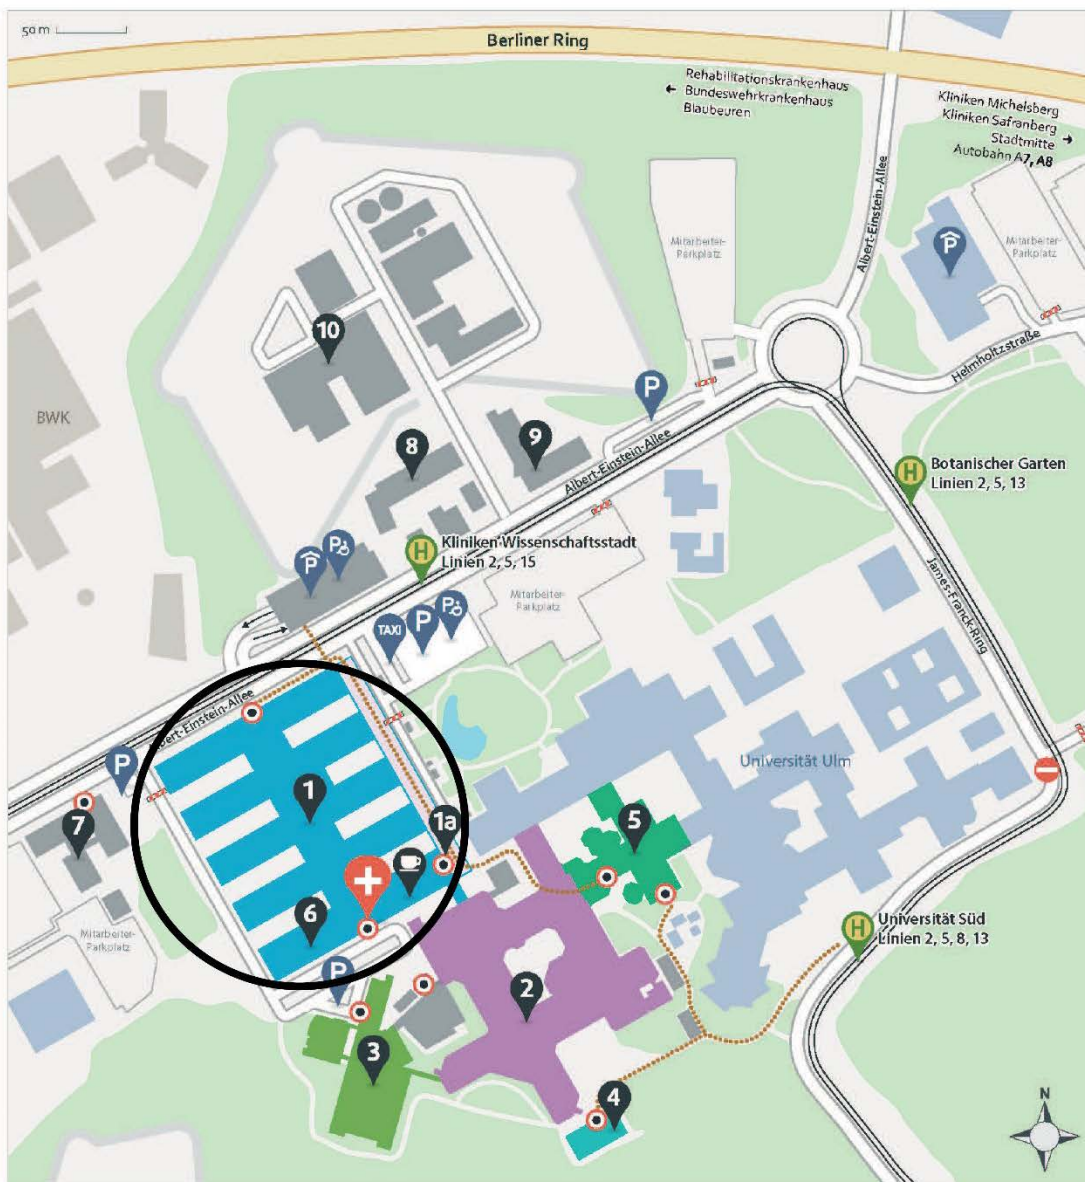 50 m
Berliner Ring
Rehabilitationskrankenhaus
← Bundeswehrkrankenhaus
Blaubeuren
Kliniken Michelsberg
Kliniken Safranberg
Stadtmitte →
Autobahn A7, A8
Albert-Einstein-Allee
Mitarbeiter-
Parkplatz
P
Mitarbeiter-
Parkplatz
Helmholtzstraße
10
BWK
P
9
8
Albert-Einstein-Allee
H
Botanischer Garten
Linien 2, 5, 13
H
Kliniken Wissenschaftsstadt
Linien 2, 5, 15
P
P
Mitarbeiter-
Parkplatz
James-Franck-Ring
TAXI
P
P
Albert-Einstein-Allee
P
Universität Ulm
1
7
1a
5
6
Mitarbeiter-
Parkplatz
H
Universität Süd
Linien 2, 5, 8, 13
P
2
3
4
N